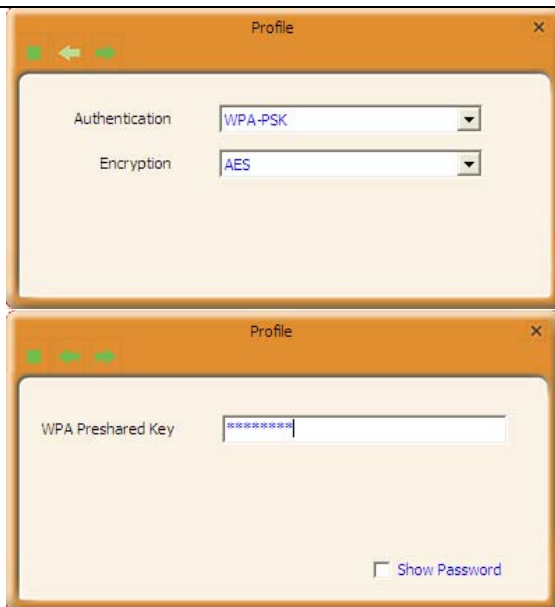 Profile
Authentication WPA-PSK
Encryption AES
Profile
WPA Preshared Key ********
Show Password